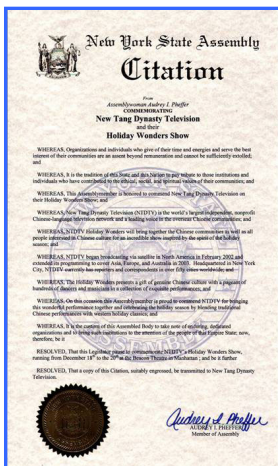 New York State Assembly
Citation
From
Assemblywoman Audrey I. Pheffer
COMMEMORATING
New Tang Dynasty Television
and their
Holiday Wonders Show
WHEREAS, Organizations and individuals who give of their time and energies and serve the best
interest of their communities are an assent beyond remuneration and cannot be sufficiently extolled;
and
WHEREAS, It is the tradition of this State and this Nation to pay tribute to those institutions and
individuals who have contributed to the ethical, social, and spiritual values of their communities; and
WHEREAS, This Assemblymember is honored to commend New Tang Dynasty Television on
their Holiday Wonders Show; and
WHEREAS, New Tang Dynasty Television (NTDTV) is the world's largest independent, nonprofit
Chinese-language television network and a leading voice in the overseas Chinese communities; and
WHEREAS, NTDTV Holiday Wonders will bring together the Chinese communities as well as all
people interested in Chinese culture for an incredible show inspired by the spirit of the holiday
season; and
WHEREAS, NTDTV began broadcasting via satellite in North America in February 2002 and
extended its programming to cover Asia, Europe, and Australia in 2003. Headquartered in New York
City, NTDTV currently has reporters and correspondents in over fifty cities worldwide; and
WHEREAS, The Holiday Wonders presents a gift of genuine Chinese culture with a pageant of
hundreds of dancers and musicians in a collection of exquisite performances; and
WHEREAS, On this occasion this Assemblymember is proud to commend NTDTV for bringing
this wonderful performance together and celebrating the holiday season by blending traditional
Chinese performances with western holiday classics; and
WHEREAS, It is the custom of this Assembled Body to take note of enduring, dedicated
organizations and to bring such institutions to the attention of the people of this Empire State; now,
therefore, be it
RESOLVED, That this Legislator pause to commemorate NTDTV's Holiday Wonders Show,
running from December 18th to the 26th at the Beacon Theatre in Manhattan; and be it further
RESOLVED, That a copy of this Citation, suitably engrossed, be transmitted to New Tang Dynasty
Television.
Audrey I. Pheffer
AUDREY I. PHEFFER
Member of Assembly